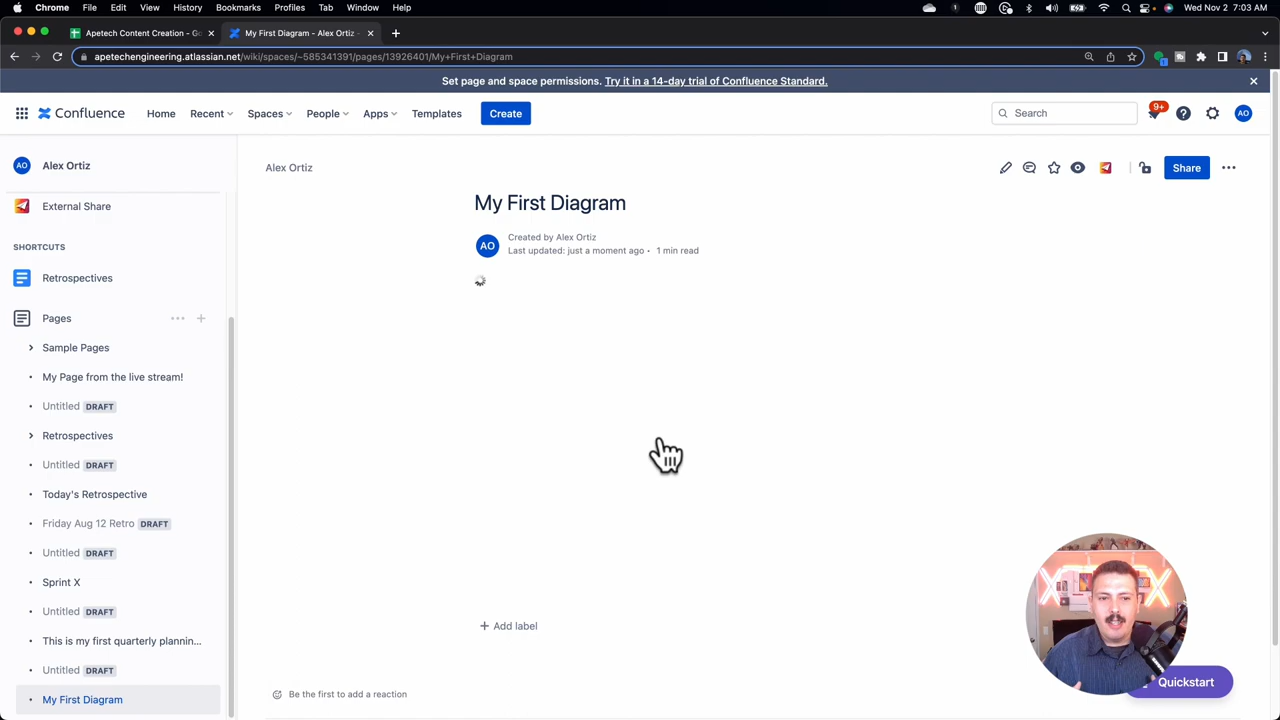 Chrome File Edit View History Bookmarks Profiles Tab Window Help Wed Nov 2 7:03 AM
Apetech Content Creation - Go
My First Diagram - Alex Ortiz -
apetechengineering.atlassian.net/wiki/spaces/~585341391/pages/13926401/My+First+Diagram
Set page and space permissions. Try it in a 14-day trial of Confluence Standard.
Confluence Home Recent Spaces People Apps Templates Create Search 9+ AO
AO Alex Ortiz
Alex Ortiz
Share
External Share
My First Diagram
AO Created by Alex Ortiz
Last updated: just a moment ago • 1 min read
SHORTCUTS
Retrospectives
Pages
Sample Pages
My Page from the live stream!
Untitled DRAFT
Retrospectives
Untitled DRAFT
Today's Retrospective
Friday Aug 12 Retro DRAFT
Untitled DRAFT
Sprint X
Untitled DRAFT
This is my first quarterly plannin...
Untitled DRAFT
My First Diagram
+ Add label
Be the first to add a reaction
Quickstart